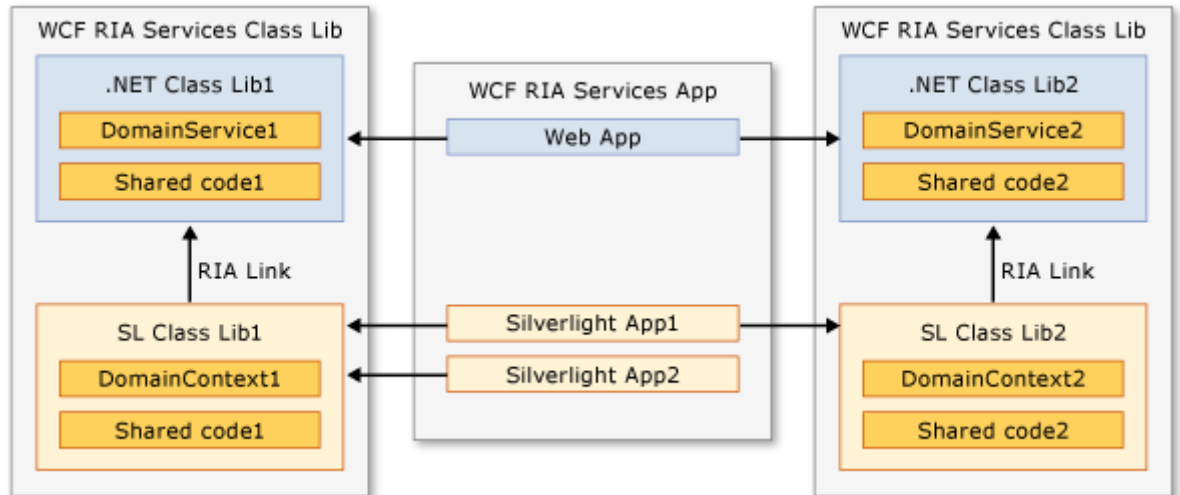 WCF RIA Services Class Lib
.NET Class Lib1
DomainService1
Shared code1
RIA Link
SL Class Lib1
DomainContext1
Shared code1
WCF RIA Services App
Web App
Silverlight App1
Silverlight App2
WCF RIA Services Class Lib
.NET Class Lib2
DomainService2
Shared code2
RIA Link
SL Class Lib2
DomainContext2
Shared code2